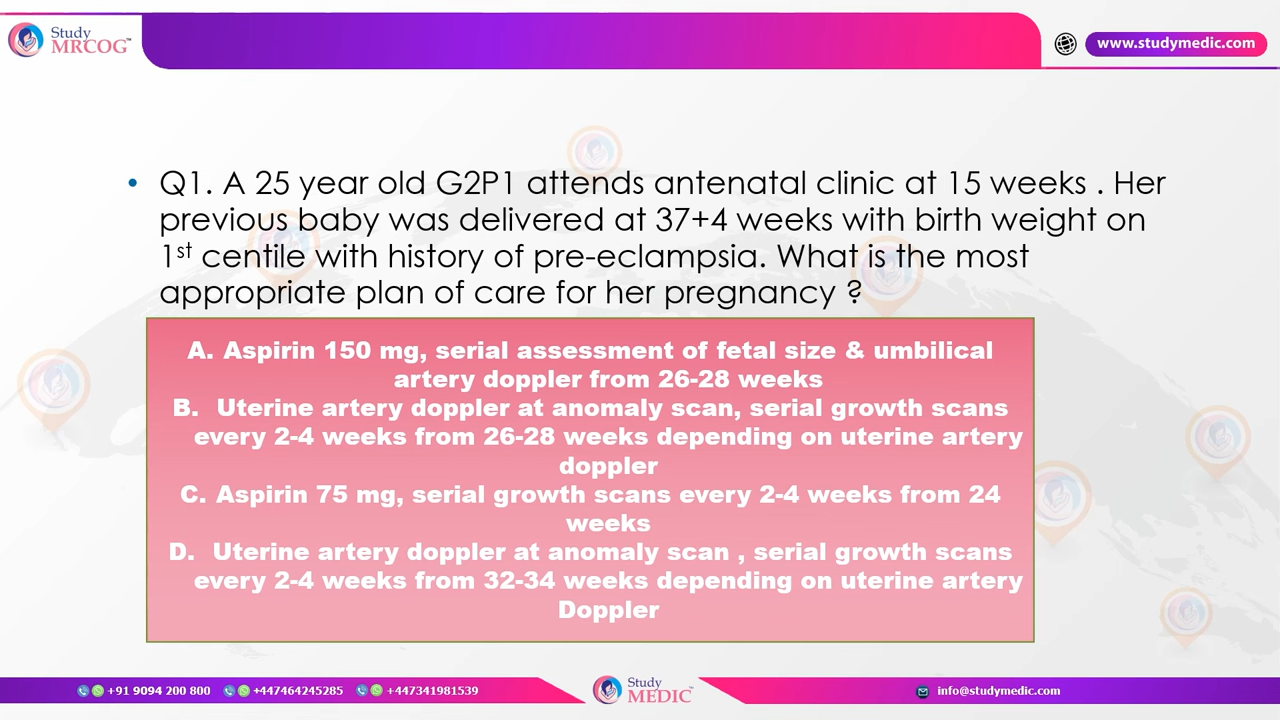 Study
MRCOG™
www.studymedic.com
• Q1. A 25 year old G2P1 attends antenatal clinic at 15 weeks . Her
previous baby was delivered at 37+4 weeks with birth weight on
1st centile with history of pre-eclampsia. What is the most
appropriate plan of care for her pregnancy ?
A. Aspirin 150 mg, serial assessment of fetal size & umbilical
artery doppler from 26-28 weeks
B. Uterine artery doppler at anomaly scan, serial growth scans
every 2-4 weeks from 26-28 weeks depending on uterine artery
doppler
C. Aspirin 75 mg, serial growth scans every 2-4 weeks from 24
weeks
D. Uterine artery doppler at anomaly scan , serial growth scans
every 2-4 weeks from 32-34 weeks depending on uterine artery
Doppler
+91 9094 200 800 +447464245285 +447341981539
Study
MEDIC™
info@studymedic.com